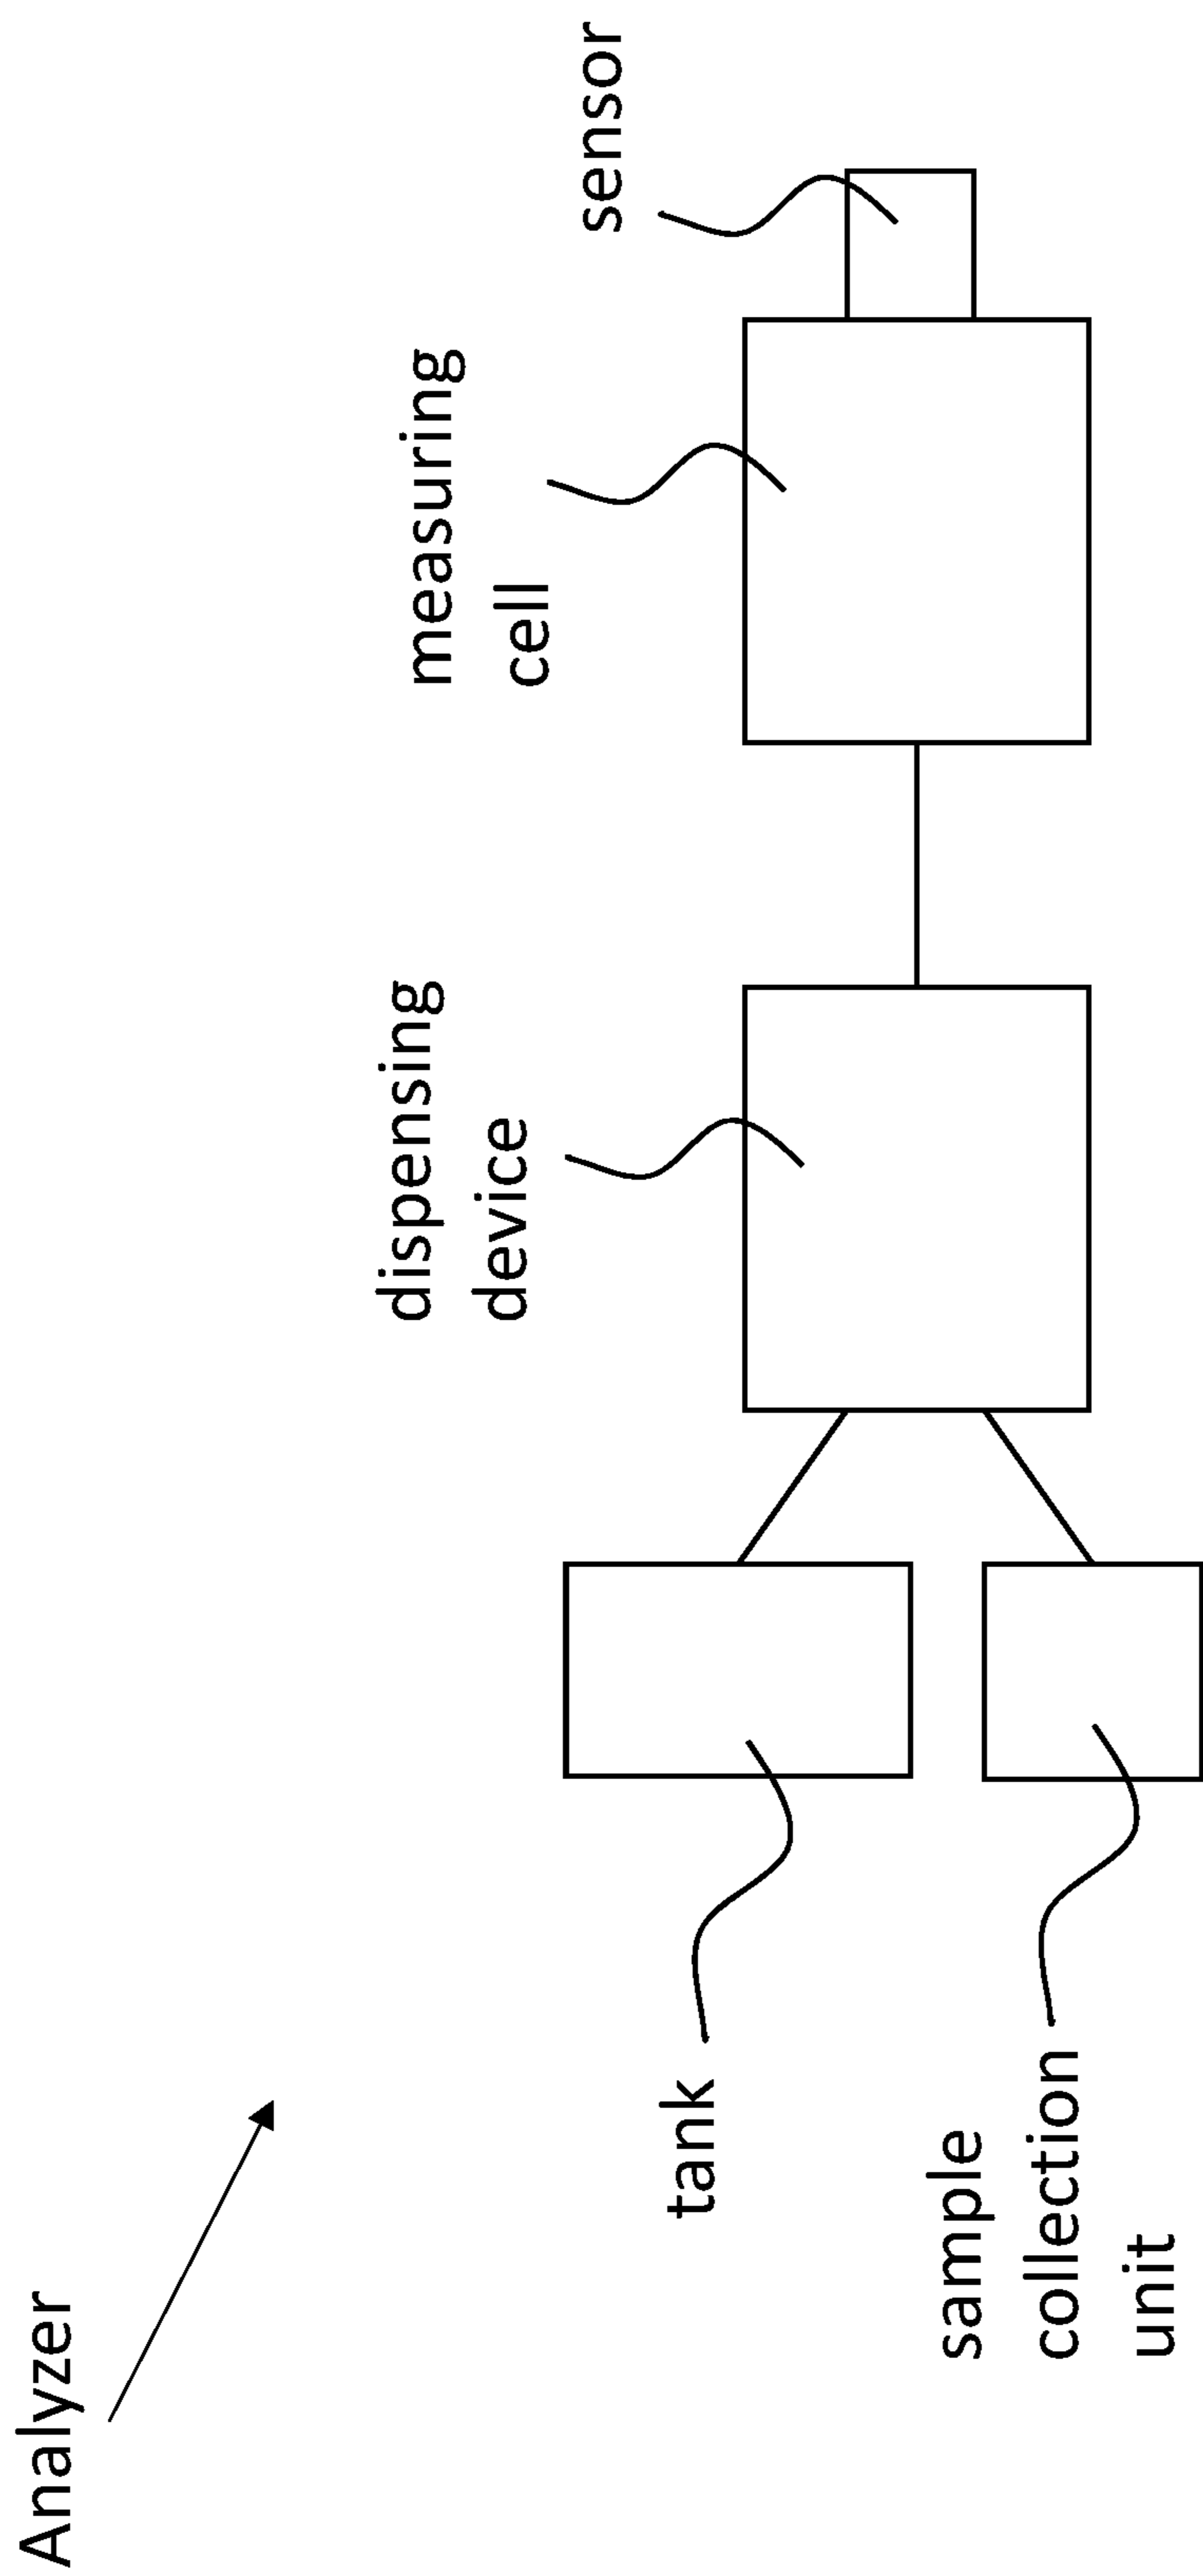 Analyzer
dispensing
device
measuring
cell
sensor
tank
sample
collection
unit